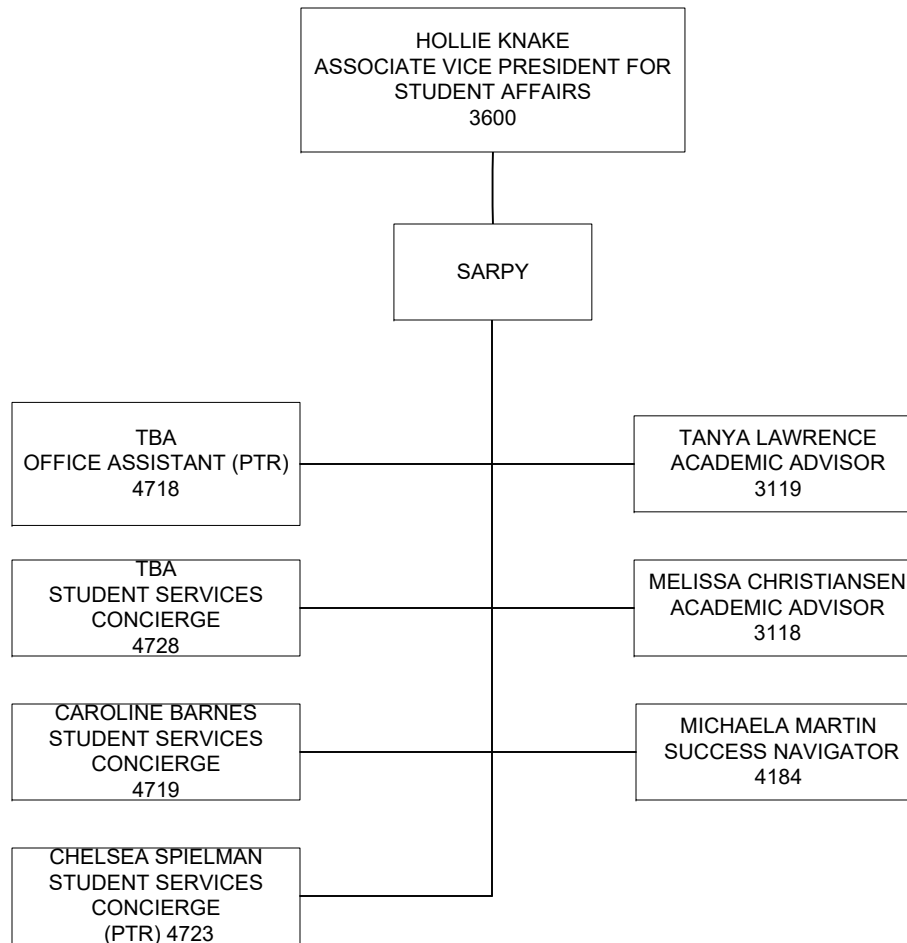 HOLLIE KNAKE
ASSOCIATE VICE PRESIDENT FOR
STUDENT AFFAIRS
3600
SARPY
TBA
OFFICE ASSISTANT (PTR)
4718
TANYA LAWRENCE
ACADEMIC ADVISOR
3119
TBA
STUDENT SERVICES
CONCIERGE
4728
MELISSA CHRISTIANSEN
ACADEMIC ADVISOR
3118
CAROLINE BARNES
STUDENT SERVICES
CONCIERGE
4719
MICHAELA MARTIN
SUCCESS NAVIGATOR
4184
CHELSEA SPIELMAN
STUDENT SERVICES
CONCIERGE
(PTR) 4723